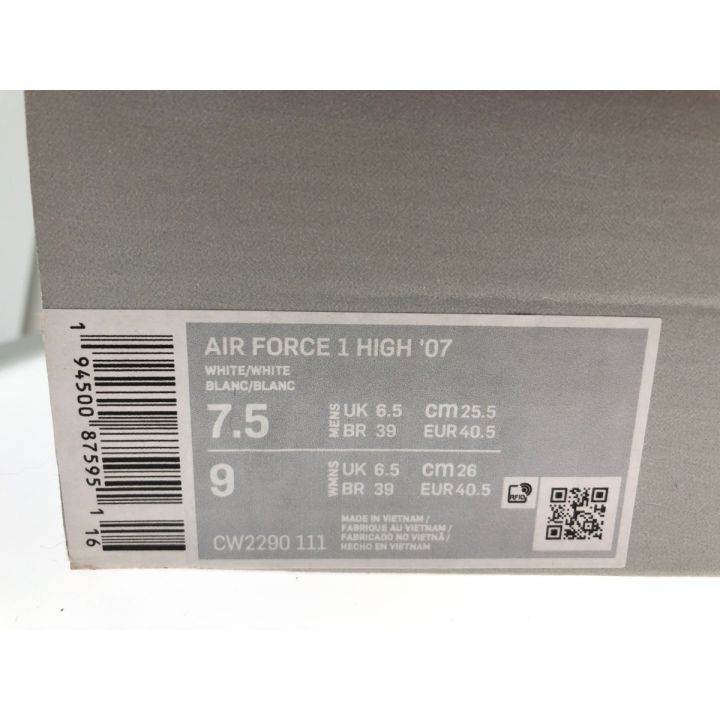 AIR FORCE 1 HIGH '07
WHITE/WHITE
BLANC/BLANC
7.5 MENS UK 6.5 cm 25.5
BR 39 EUR 40.5
9 WMNS UK 6.5 cm 26
BR 39 EUR 40.5
RFID
CW2290 111
MADE IN VIETNAM /
FABRIQUE AU VIETNAM /
FABRICADO NO VIETNÃ /
HECHO EN VIETNAM
1 94500 87595 1 16